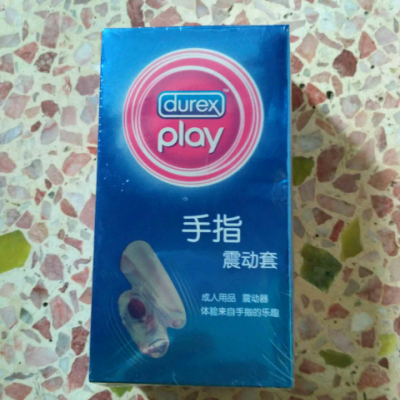 durex
play
手指
震动套
成人用品 震动器
体验来自手指的乐趣